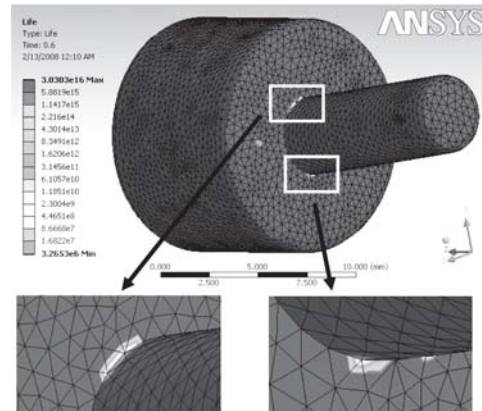 Life
Type: Life
Time: 0.6
2/13/2008 12:10 AM
ANSYS
3.0303e16 Max
5.8819e15
1.1417e15
2.216e14
4.3014e13
8.3491e12
1.6206e12
3.1456e11
6.1057e10
1.1851e10
2.3004e9
4.4651e8
8.6668e7
1.6822e7
3.2653e6 Min
0.000
5.000
10.000 (mm)
2.500
7.500